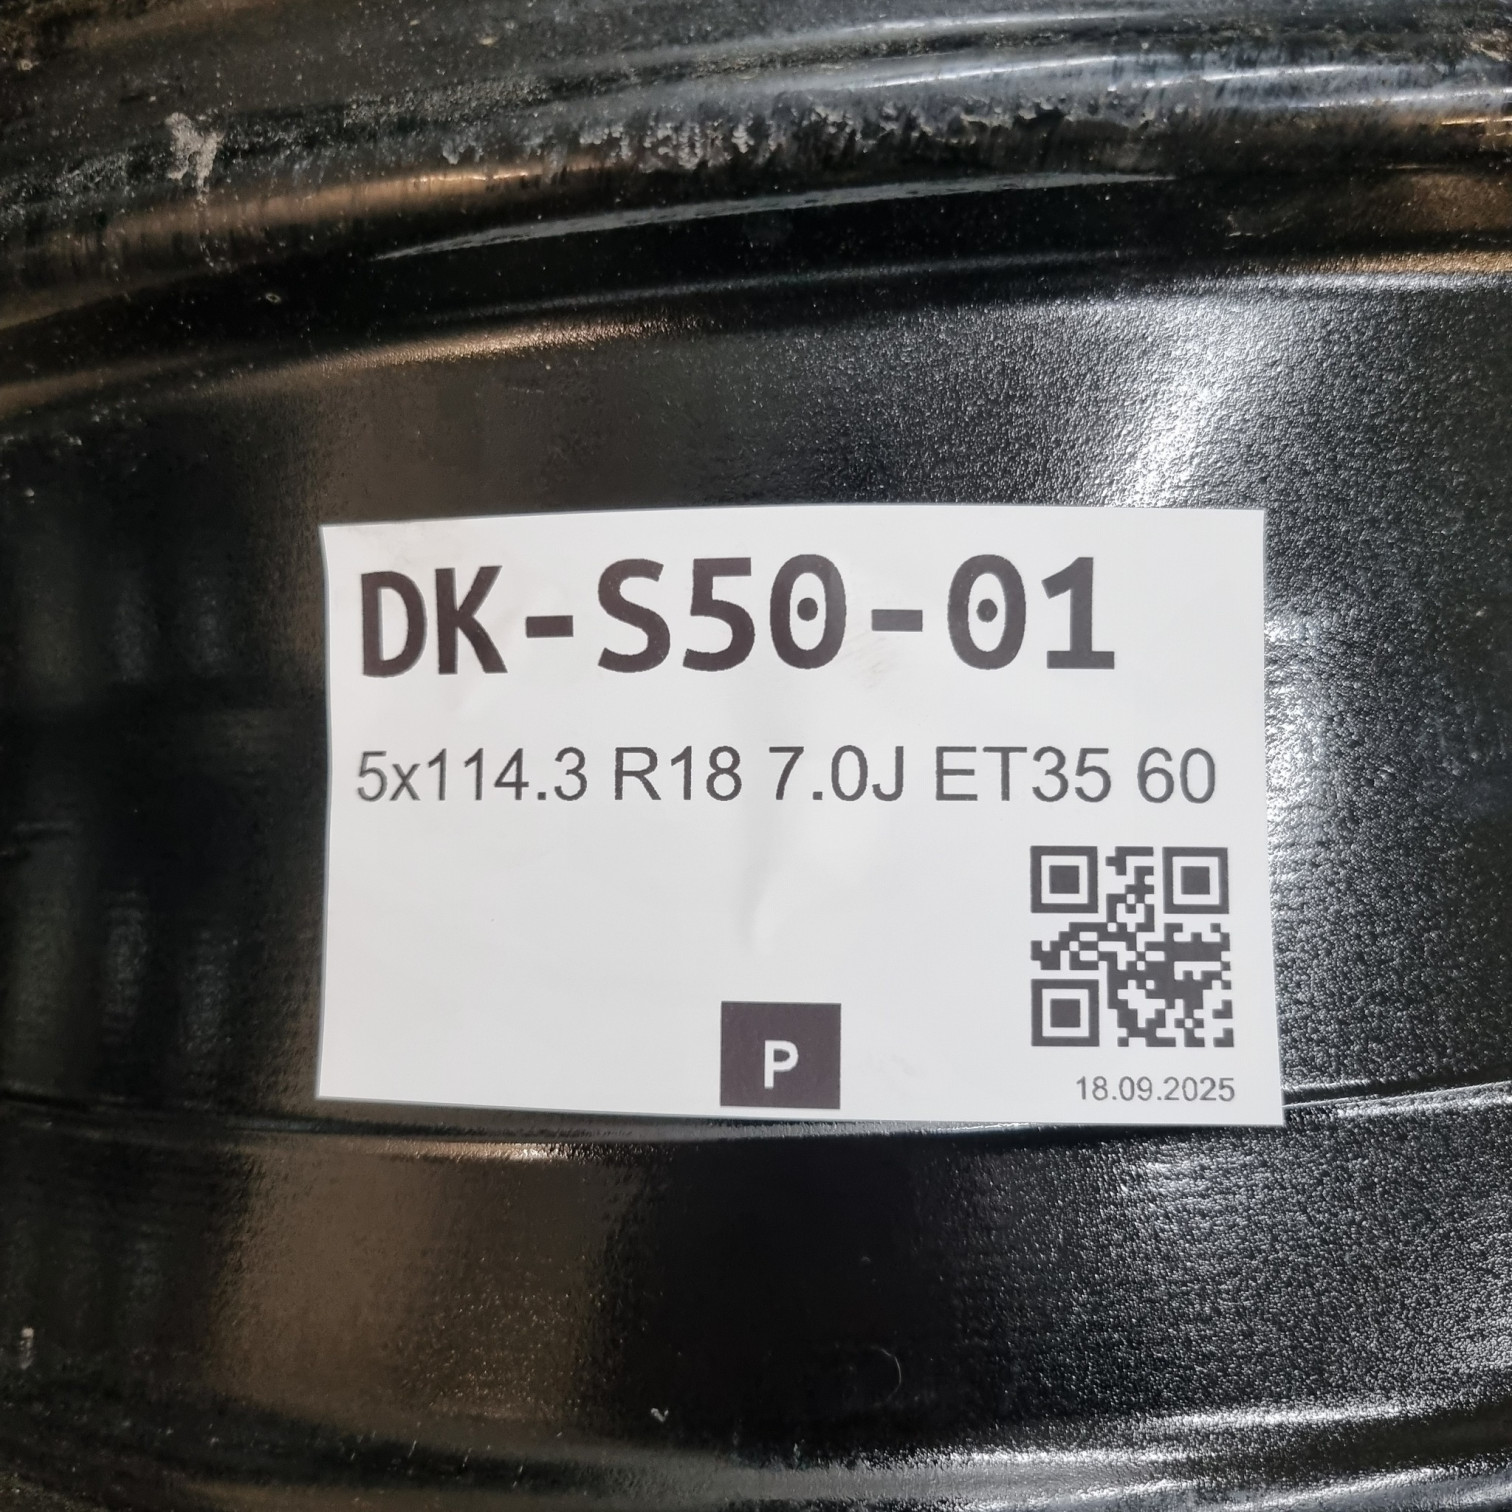 DK-S50-01
5x114.3 R18 7.0J ET35 60
P
18.09.2025